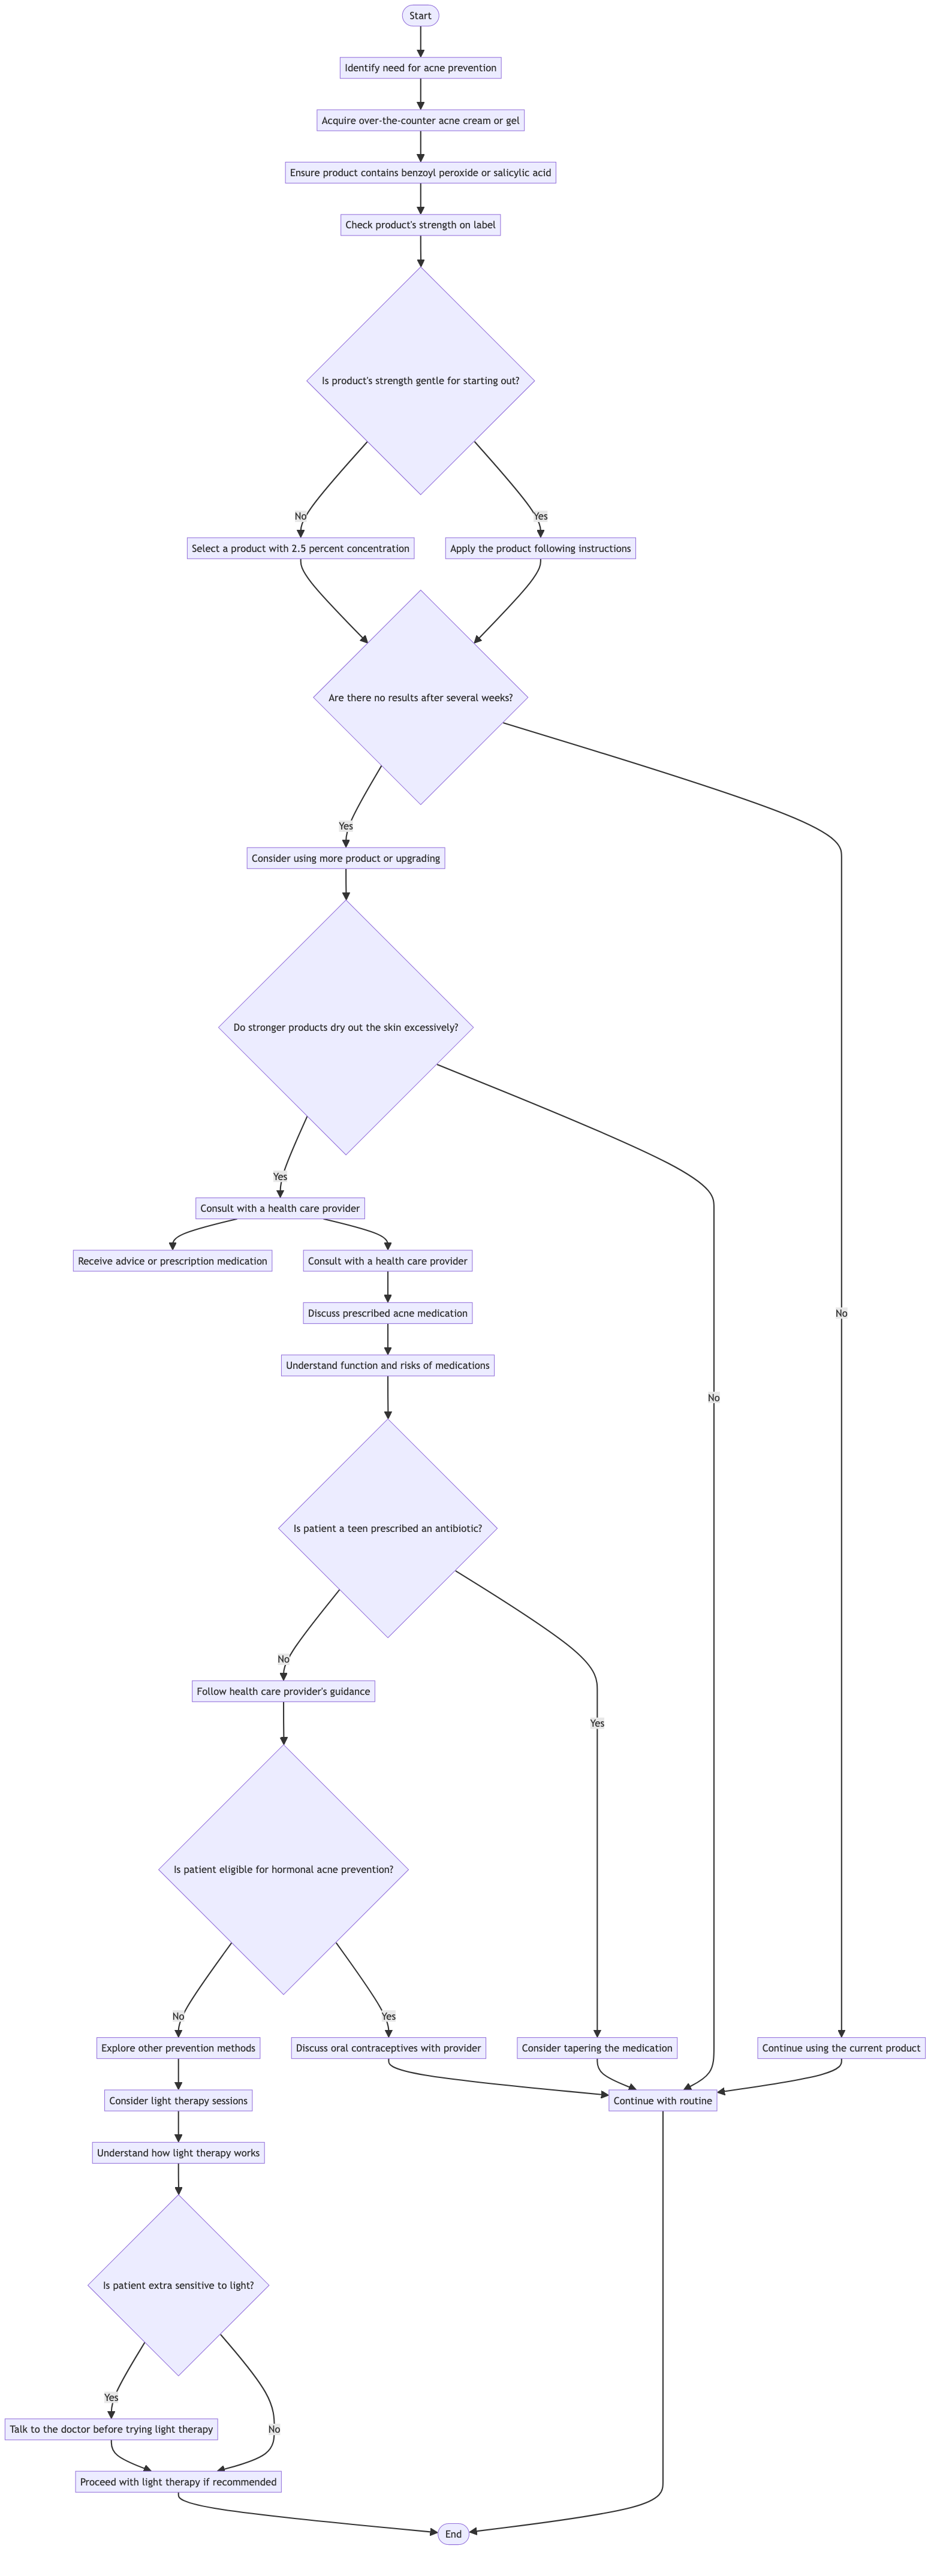 Start
Identify need for acne prevention
Acquire over-the-counter acne cream or gel
Ensure product contains benzoyl peroxide or salicylic acid
Check product's strength on label
Is product's strength gentle for starting out?
No
Yes
Select a product with 2.5 percent concentration
Apply the product following instructions
Are there no results after several weeks?
Yes
Consider using more product or upgrading
Do stronger products dry out the skin excessively?
Yes
Consult with a health care provider
Receive advice or prescription medication
Consult with a health care provider
Discuss prescribed acne medication
No
Understand function and risks of medications
No
Is patient a teen prescribed an antibiotic?
No
Follow health care provider's guidance
Yes
Is patient eligible for hormonal acne prevention?
No
Yes
Explore other prevention methods
Discuss oral contraceptives with provider
Consider tapering the medication
Continue using the current product
Consider light therapy sessions
Continue with routine
Understand how light therapy works
Is patient extra sensitive to light?
Yes
Talk to the doctor before trying light therapy
No
Proceed with light therapy if recommended
End